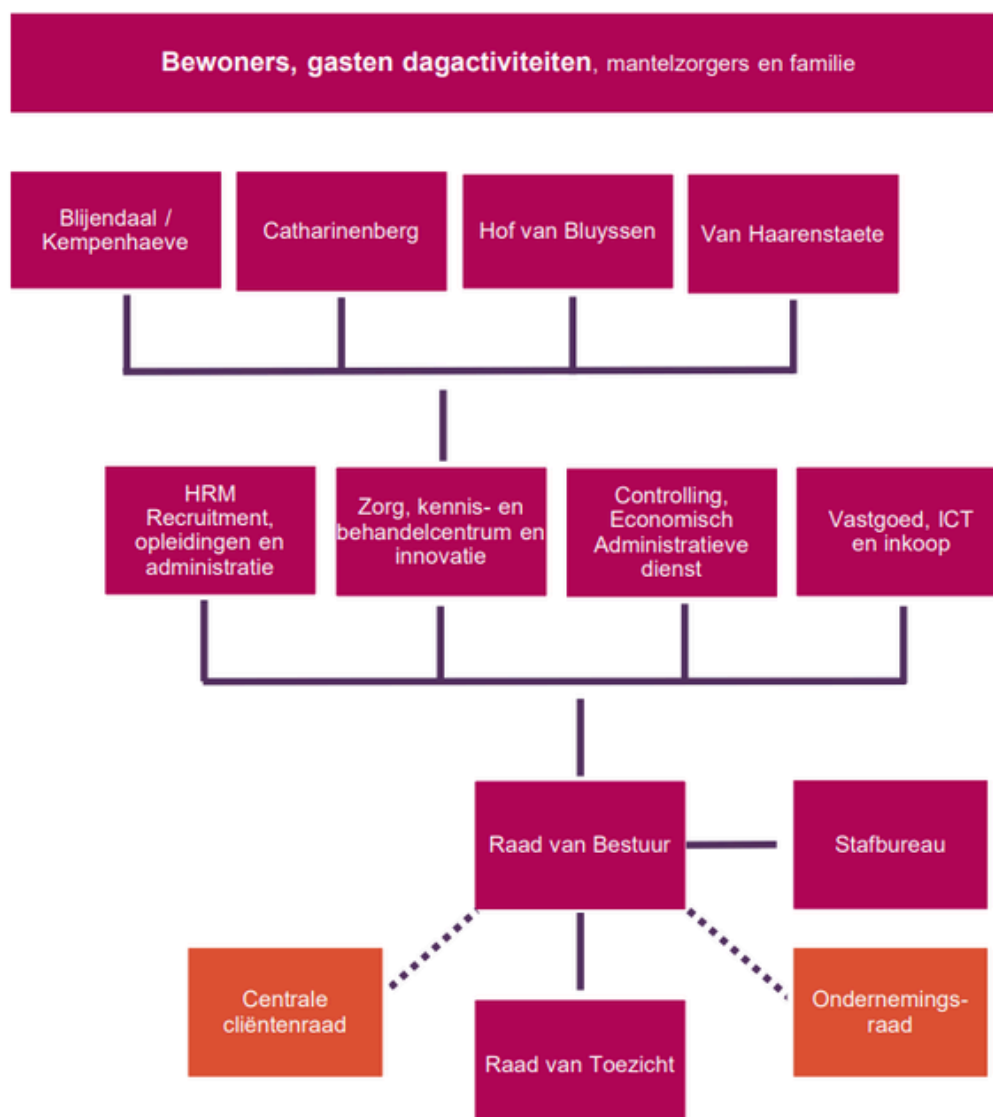 Bewoners, gasten dagactiviteiten, mantelzorgers en familie
Blijendaal /
Kempenhaeve
Catharinenberg
Hof van Bluyssen
Van Haarenstaete
HRM
Recruitment,
opleidingen en
administratie
Zorg, kennis- en
behandelcentrum en
innovatie
Controlling,
Economisch
Administratieve
dienst
Vastgoed, ICT
en inkoop
Raad van Bestuur
Stafbureau
Centrale
cliëntenraad
Raad van Toezicht
Ondernemings-
raad